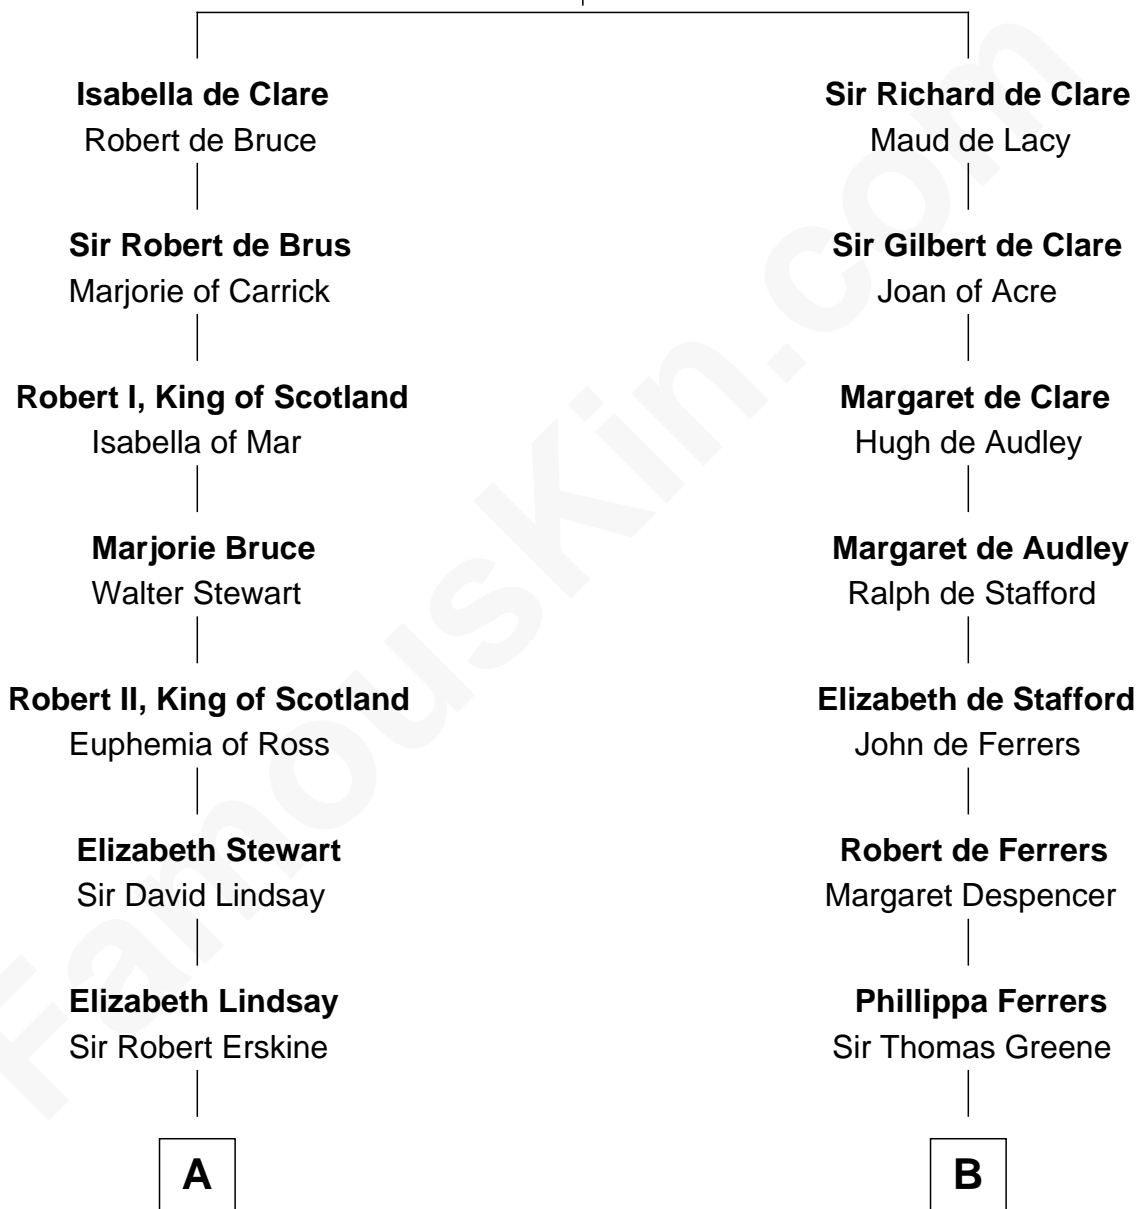 Isabella de Clare
Robert de Bruce
Sir Robert de Brus
Marjorie of Carrick
Robert I, King of Scotland
Isabella of Mar
Marjorie Bruce
Walter Stewart
Robert II, King of Scotland
Euphemia of Ross
Elizabeth Stewart
Sir David Lindsay
Elizabeth Lindsay
Sir Robert Erskine
A
Sir Richard de Clare
Maud de Lacy
Sir Gilbert de Clare
Joan of Acre
Margaret de Clare
Hugh de Audley
Margaret de Audley
Ralph de Stafford
Elizabeth de Stafford
John de Ferrers
Robert de Ferrers
Margaret Despencer
Phillippa Ferrers
Sir Thomas Greene
B
FamousKin.com